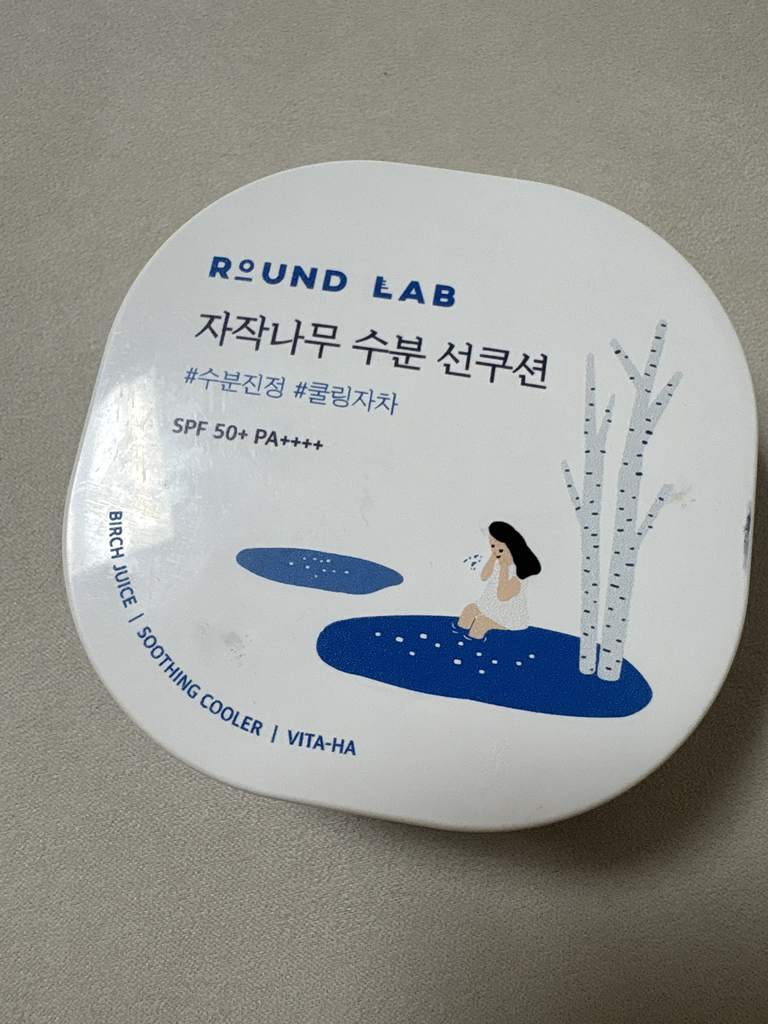 ROUND LAB
자작나무 수분 선쿠션
#수분진정 #쿨링자차
SPF 50+ PA++++
BIRCH JUICE | SOOTHING COOLER | VITA-HA